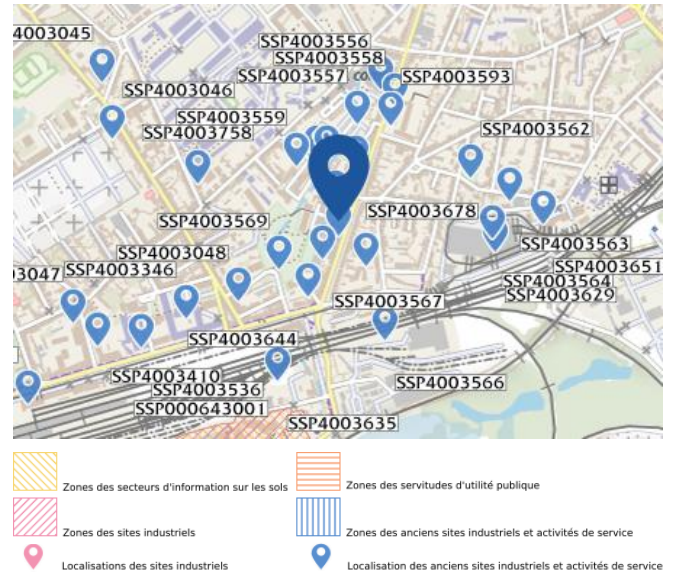 4003045
SSP4003556
SSP4003558
SSP4003557
SSP4003593
SSP4003046
SSP4003559
SSP4003758
SSP4003562
SSP4003569
SSP4003678
SSP4003048
SSP4003563
3047
SSP4003346
SSP4003651
SSP4003564
SSP4003629
SSP4003567
SSP4003644
SSP4003410
SSP4003566
SSP4003536
SSP000643001
SSP4003635
Zones des secteurs d'information sur les sols
Zones des servitudes d'utilité publique
Zones des sites industriels
Zones des anciens sites industriels et activités de service
Localisations des sites industriels
Localisation des anciens sites industriels et activités de service